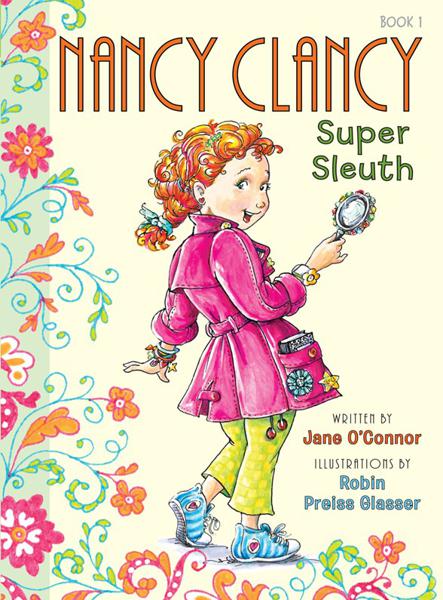 BOOK 1
NANCY CLANCY
Super
Sleuth
WRITTEN BY
Jane O'Connor
ILLUSTRATIONS BY
Robin
Preiss Glasser